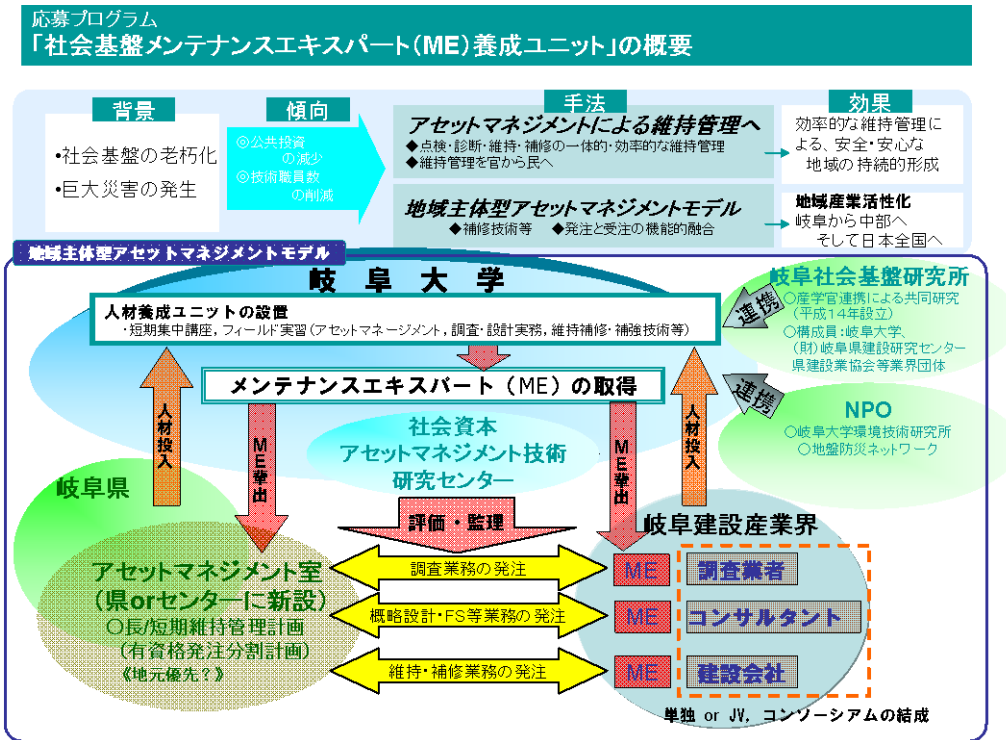 応募プログラム
「社会基盤メンテナンスエキスパート(ME)養成ユニット」の概要
背景
・社会基盤の老朽化
・巨大災害の発生
傾向
◎公共投資
の減少
◎技術職員数
の削減
手法
アセットマネジメントによる維持管理へ
◆点検・診断・維持・補修の一体的・効率的な維持管理
◆維持管理を官から民へ
地域主体型アセットマネジメントモデル
◆補修技術等 ◆発注と受注の機能的融合
効果
効率的な維持管理に
よる、安全・安心な
地域の持続的形成
地域産業活性化
岐阜から中部へ
そして日本全国へ
地域主体型アセットマネジメントモデル
岐阜大学
人材養成ユニットの設置
・短期集中講座，フィールド実習(アセットマネージメント，調査・設計実務，維持補修・補強技術等)
メンテナンスエキスパート(ME)の取得
連携
岐阜社会基盤研究所
○産学官連携による共同研究
(平成14年設立)
○構成員:岐阜大学、
(財)岐阜県建設研究センター
県建設業協会等業界団体
連携
NPO
○岐阜大学環境技術研究所
○地盤防災ネットワーク
人材投入
ME輩出
社会資本
アセットマネジメント技術
研究センター
ME輩出
人材投入
岐阜県
評価・監理
岐阜建設産業界
アセットマネジメント室
(県orセンターに新設)
○長/短期維持管理計画
(有資格発注分割計画)
《地元優先？》
調査業務の発注
概略設計・FS等業務の発注
維持・補修業務の発注
ME 調査業者
ME コンサルタント
ME 建設会社
単独 or JV，コンソーシアムの結成